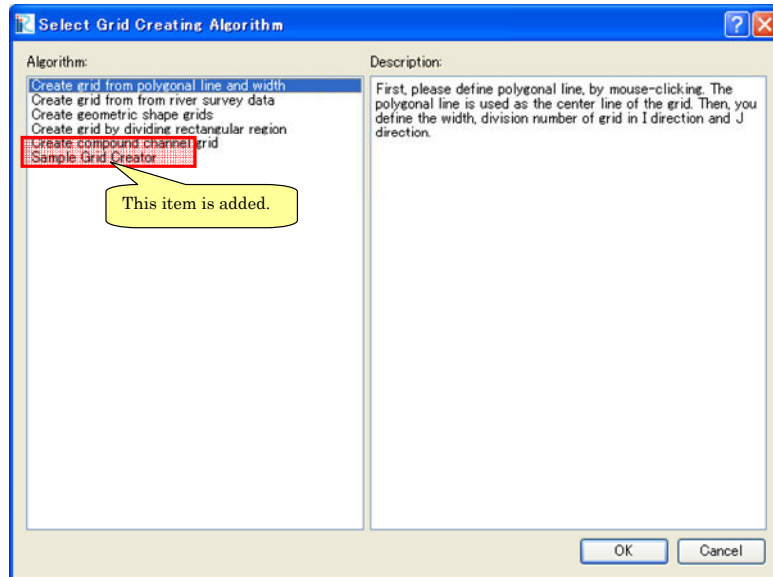 Select Grid Creating Algorithm
Algorithm:
Create grid from polygonal line and width
Create grid from from river survey data
Create geometric shape grids
Create grid by dividing rectangular region
Create compound channel grid
Sample Grid Creator
This item is added.
Description:
First, please define polygonal line, by mouse-clicking. The
polygonal line is used as the center line of the grid. Then, you
define the width, division number of grid in I direction and J
direction.
OK
Cancel